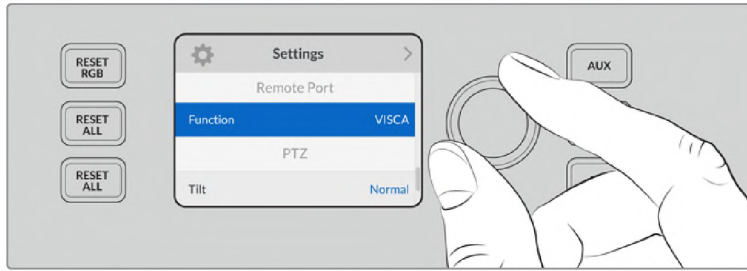 RESET
RGB
RESET
ALL
RESET
ALL
Settings
Remote Port
Function VISCA
PTZ
Tilt Normal
AUX